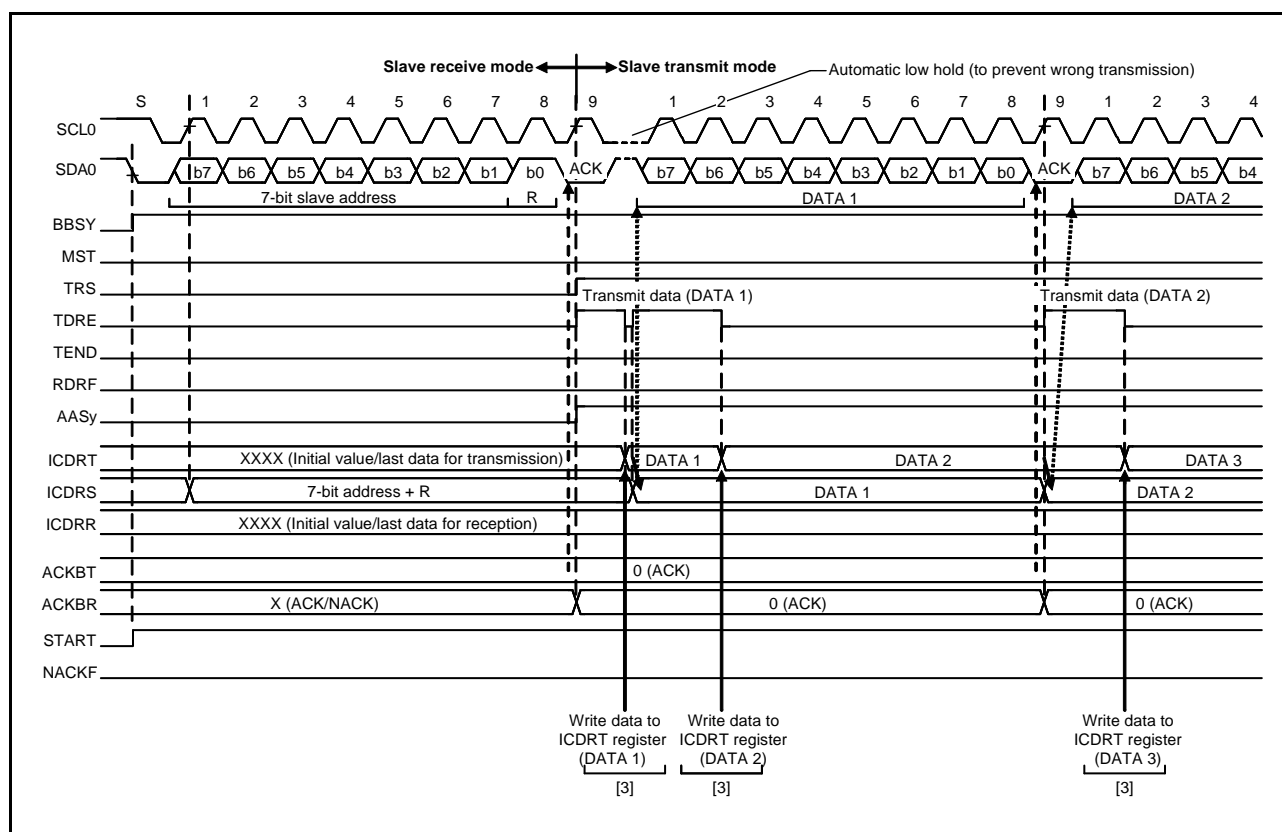 Slave receive mode Slave transmit mode
Automatic low hold (to prevent wrong transmission)
S 1 2 3 4 5 6 7 8 9 1 2 3 4 5 6 7 8 9 1 2 3 4
SCL0
SDA0 b7 b6 b5 b4 b3 b2 b1 b0 ACK b7 b6 b5 b4 b3 b2 b1 b0 ACK b7 b6 b5 b4
7-bit slave address R DATA 1 DATA 2
BBSY
MST
TRS
Transmit data (DATA 1) Transmit data (DATA 2)
TDRE
TEND
RDRF
AASy
ICDRT XXXX (Initial value/last data for transmission) DATA 1 DATA 2 DATA 3
ICDRS 7-bit address + R DATA 1 DATA 2
ICDRR XXXX (Initial value/last data for reception)
ACKBT 0 (ACK)
ACKBR X (ACK/NACK) 0 (ACK) 0 (ACK)
START
NACKF
Write data to
ICDRT register
(DATA 1)
[3]
Write data to
ICDRT register
(DATA 2)
[3]
Write data to
ICDRT register
(DATA 3)
[3]